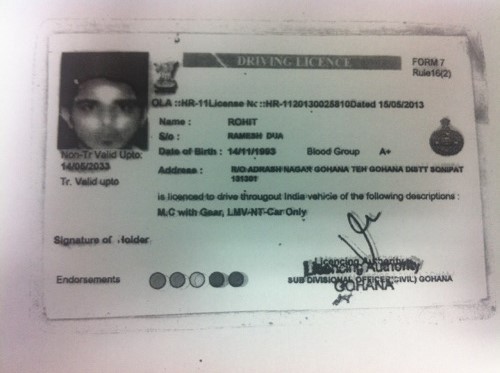 DRIVING LICENCE
FORM 7
Rule16(2)
DLA ::HR-11License No::HR-1120130025810Dated 15/05/2013
Name : ROHIT
S/o : RAMESH DUA
Date of Birth : 14/11/1993 Blood Group A+
Address : R/O ADRASH NAGAR GOHANA TEH GOHANA DISTT SONIPAT
131301
Non-Tr Valid Upto:
14/05/2033
Tr. Valid upto
is licenced to drive througout India vehicle of the following descriptions :
M.C with Gear, LMV-NT-Car Only
Signature of Holder
Licencing Authority
Licencing Authority
Endorsements
SUB DIVISIONAL OFFICER(CIVIL) GOHANA
GOHANA